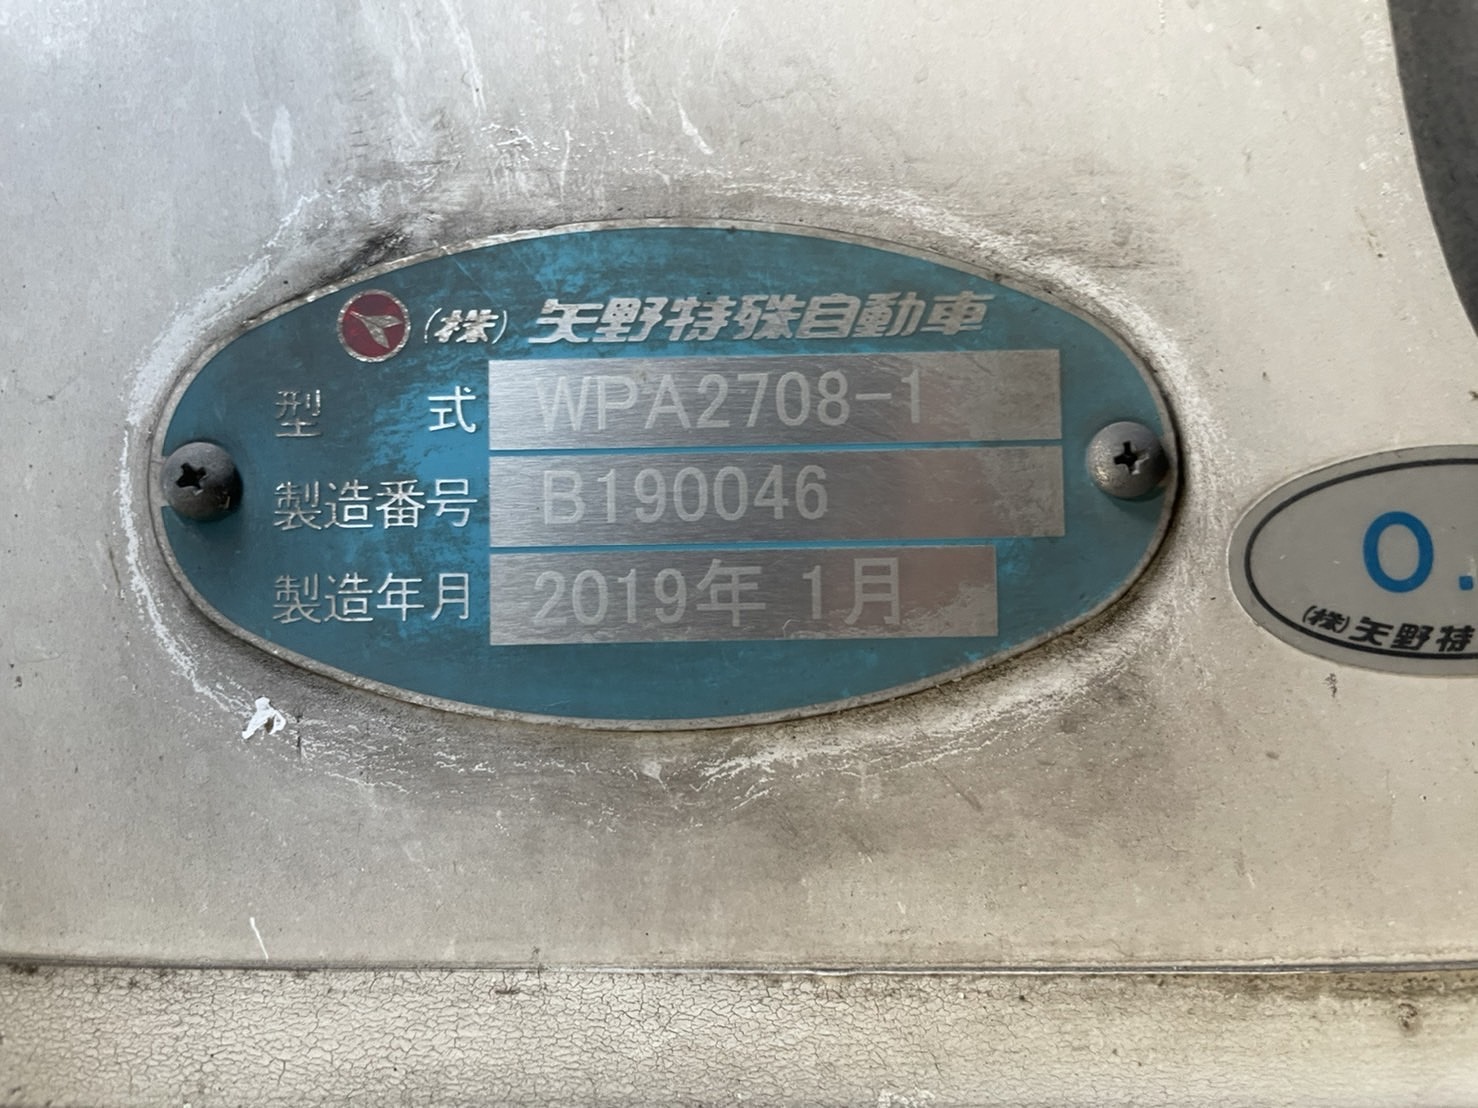 (株) 矢野特殊自動車
型 式 WPA2708-1
製造番号 B190046
製造年月 2019年 1月
0.
(株)矢野特